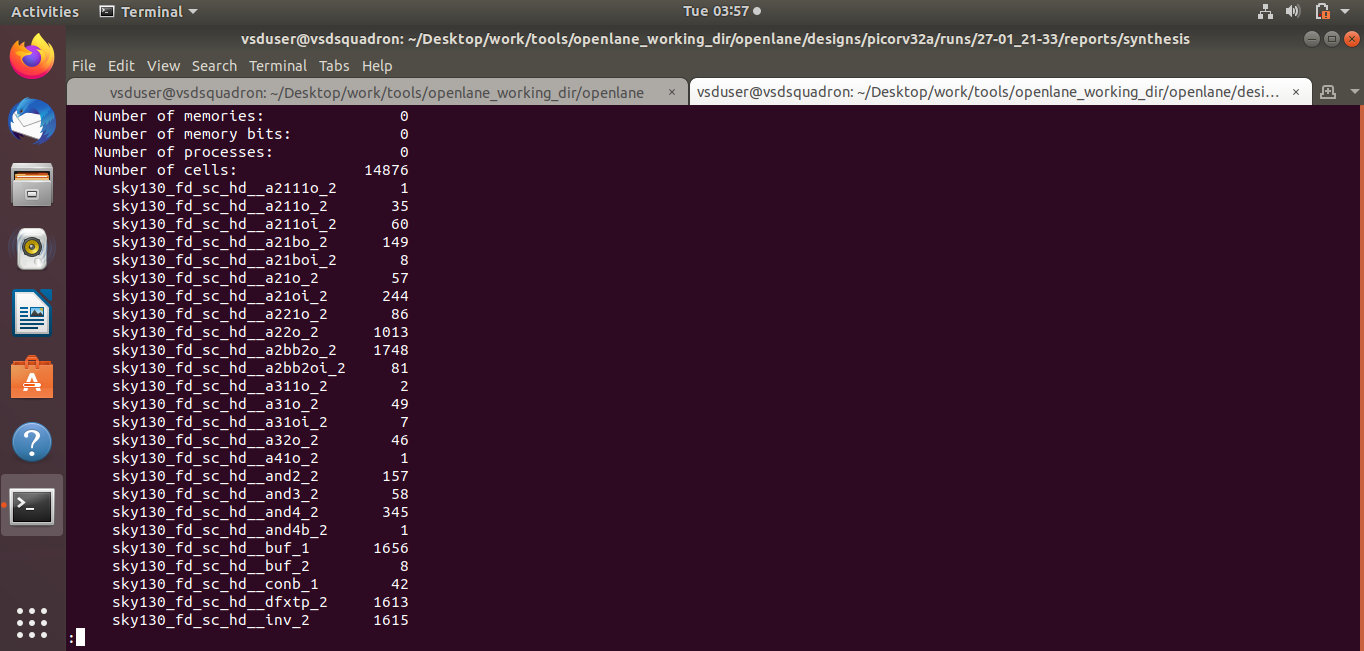 Activities Terminal Tue 03:57
vsduser@vsdsquadron: ~/Desktop/work/tools/openlane_working_dir/openlane/designs/picorv32a/runs/27-01_21-33/reports/synthesis
File Edit View Search Terminal Tabs Help
vsduser@vsdsquadron: ~/Desktop/work/tools/openlane_working_dir/openlane × vsduser@vsdsquadron: ~/Desktop/work/tools/openlane_working_dir/openlane/desi... ×
Number of memories: 0
Number of memory bits: 0
Number of processes: 0
Number of cells: 14876
sky130_fd_sc_hd__a2111o_2 1
sky130_fd_sc_hd__a211o_2 35
sky130_fd_sc_hd__a211oi_2 60
sky130_fd_sc_hd__a21bo_2 149
sky130_fd_sc_hd__a21boi_2 8
sky130_fd_sc_hd__a21o_2 57
sky130_fd_sc_hd__a21oi_2 244
sky130_fd_sc_hd__a221o_2 86
sky130_fd_sc_hd__a22o_2 1013
sky130_fd_sc_hd__a2bb2o_2 1748
sky130_fd_sc_hd__a2bb2oi_2 81
sky130_fd_sc_hd__a311o_2 2
sky130_fd_sc_hd__a31o_2 49
sky130_fd_sc_hd__a31oi_2 7
sky130_fd_sc_hd__a32o_2 46
sky130_fd_sc_hd__a41o_2 1
sky130_fd_sc_hd__and2_2 157
sky130_fd_sc_hd__and3_2 58
sky130_fd_sc_hd__and4_2 345
sky130_fd_sc_hd__and4b_2 1
sky130_fd_sc_hd__buf_1 1656
sky130_fd_sc_hd__buf_2 8
sky130_fd_sc_hd__conb_1 42
sky130_fd_sc_hd__dfxtp_2 1613
sky130_fd_sc_hd__inv_2 1615
: